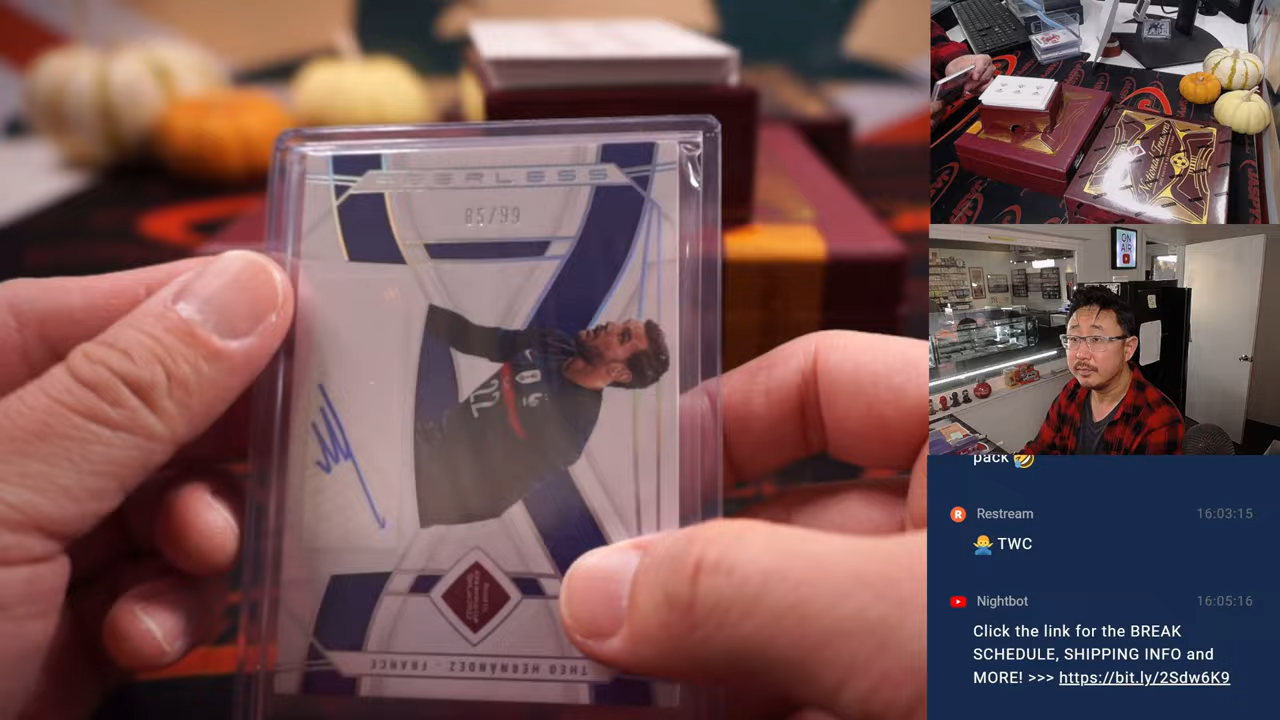 PEERLESS
85/99
22
THEO HERNÁNDEZ - FRANCE
ON
AIR
pack 🤣
Restream
16:03:15
🙅‍♂️ TWC
Nightbot
16:05:16
Click the link for the BREAK
SCHEDULE, SHIPPING INFO and
MORE! >>> https://bit.ly/2Sdw6K9